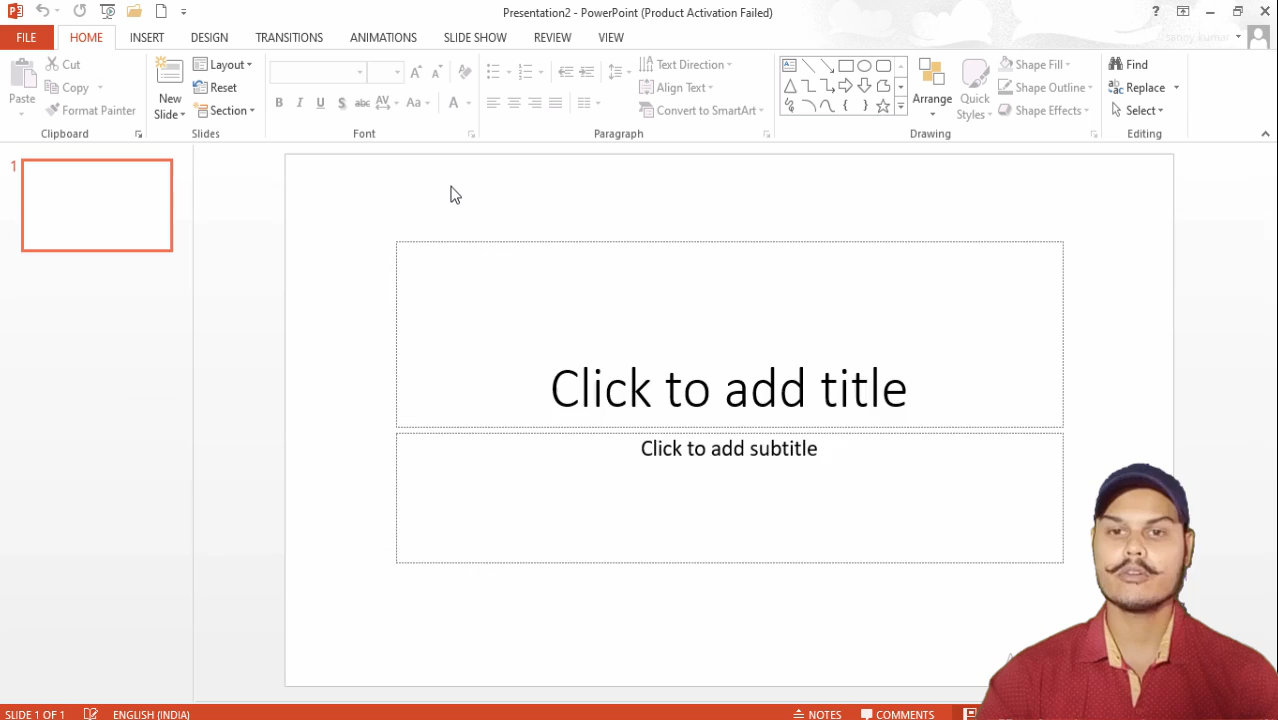 Presentation2 - PowerPoint (Product Activation Failed)
FILE HOME INSERT DESIGN TRANSITIONS ANIMATIONS SLIDE SHOW REVIEW VIEW
Paste
Cut
Copy
Format Painter
Clipboard
New
Slide
Layout
Reset
Section
Slides
B I U S abc AV Aa A
Font
Text Direction
Align Text
Convert to SmartArt
Paragraph
Arrange
Quick
Styles
Shape Fill
Shape Outline
Shape Effects
Drawing
Find
Replace
Select
Editing
1
Click to add title
Click to add subtitle
SLIDE 1 OF 1 ENGLISH (INDIA) NOTES COMMENTS